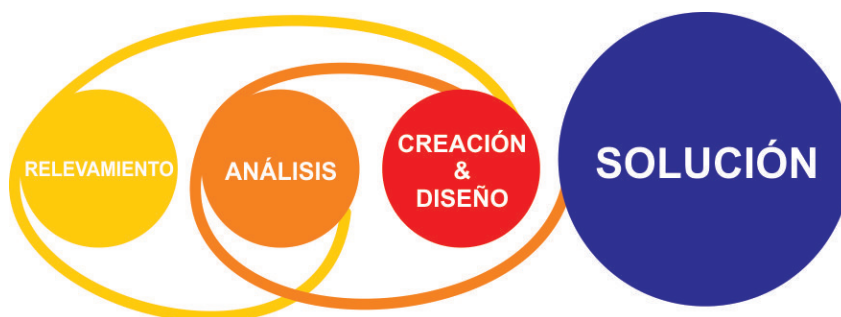 RELEVAMIENTO
ANÁLISIS
CREACIÓN
&
DISEÑO
SOLUCIÓN